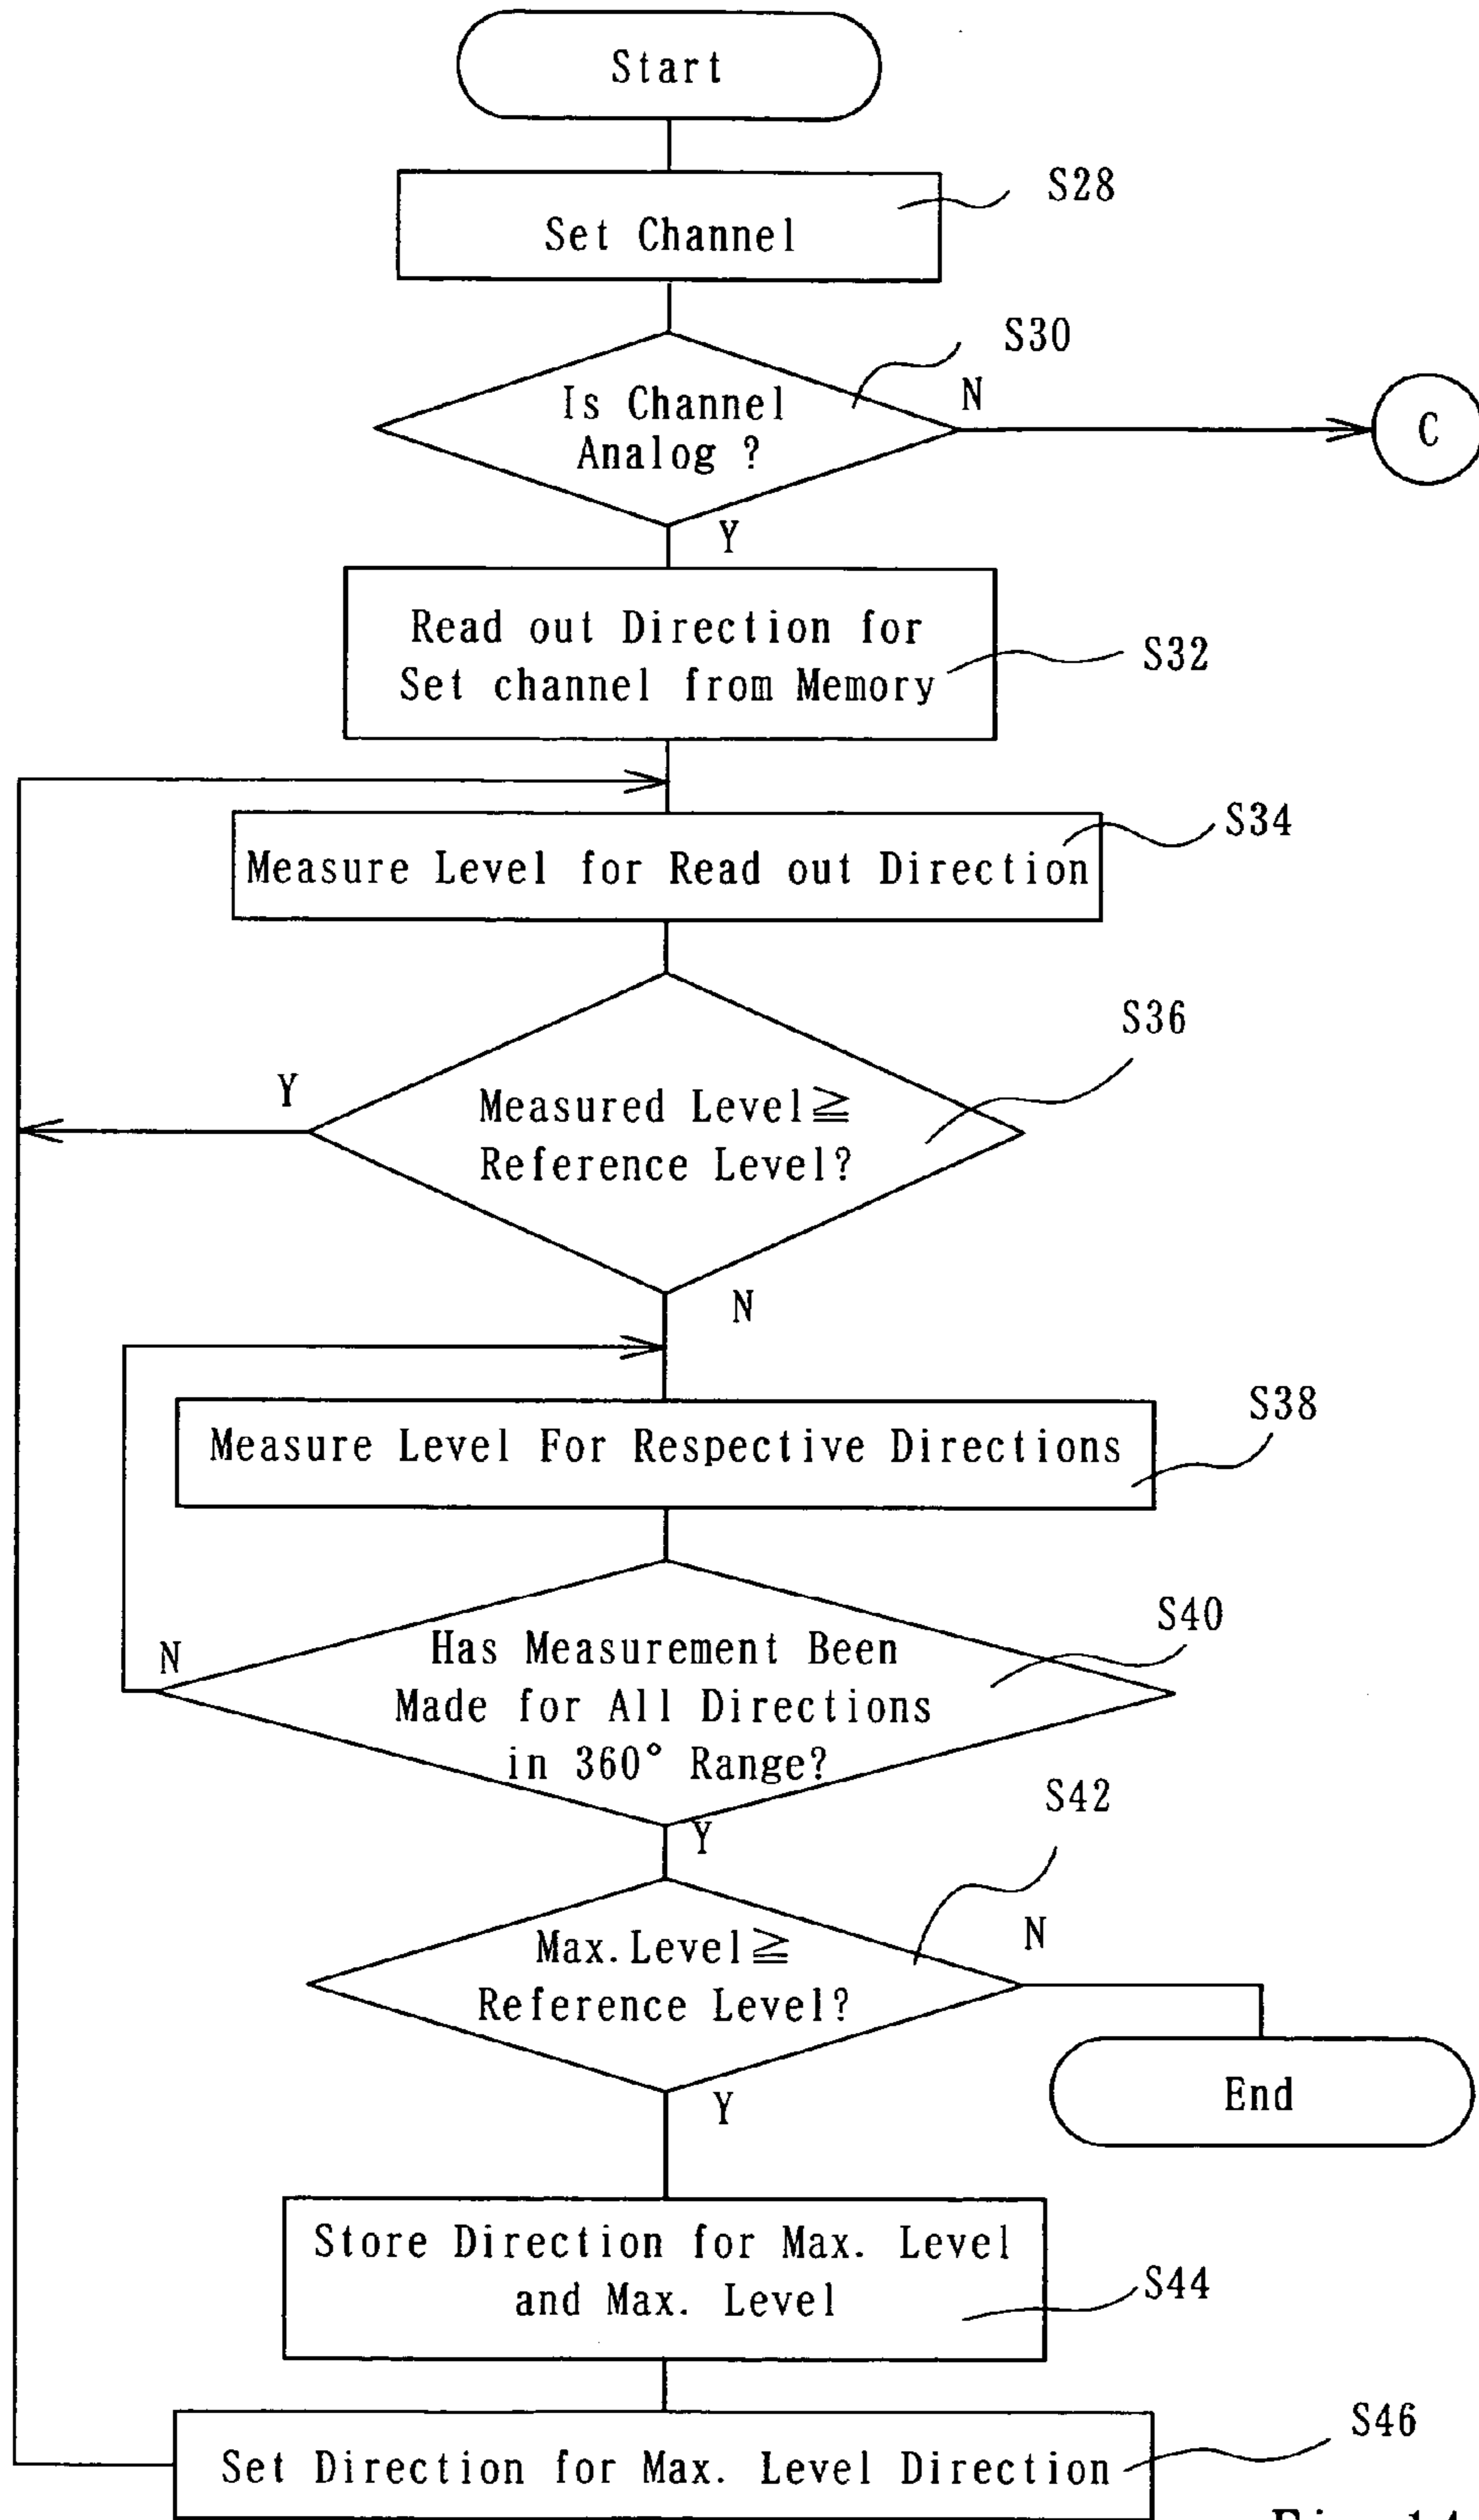 Start
S28
Set Channel
S30
Is Channel
Analog ?
N
C
Y
Read out Direction for
Set channel from Memory
S32
S34
Measure Level for Read out Direction
S36
Y
Measured Level≧
Reference Level?
N
S38
Measure Level For Respective Directions
S40
N
Has Measurement Been
Made for All Directions
in 360° Range?
Y
S42
N
Max.Level≧
Reference Level?
Y
End
Store Direction for Max. Level
and Max. Level
S44
S46
Set Direction for Max. Level Direction